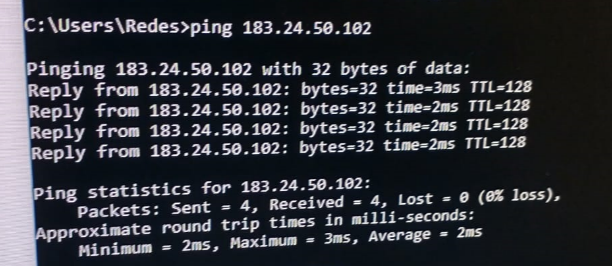 C:\Users\Redes>ping 183.24.50.102
Pinging 183.24.50.102 with 32 bytes of data:
Reply from 183.24.50.102: bytes=32 time=3ms TTL=128
Reply from 183.24.50.102: bytes=32 time=2ms TTL=128
Reply from 183.24.50.102: bytes=32 time=2ms TTL=128
Reply from 183.24.50.102: bytes=32 time=2ms TTL=128
Ping statistics for 183.24.50.102:
Packets: Sent = 4, Received = 4, Lost = 0 (0% loss),
Approximate round trip times in milli-seconds:
Minimum = 2ms, Maximum = 3ms, Average = 2ms